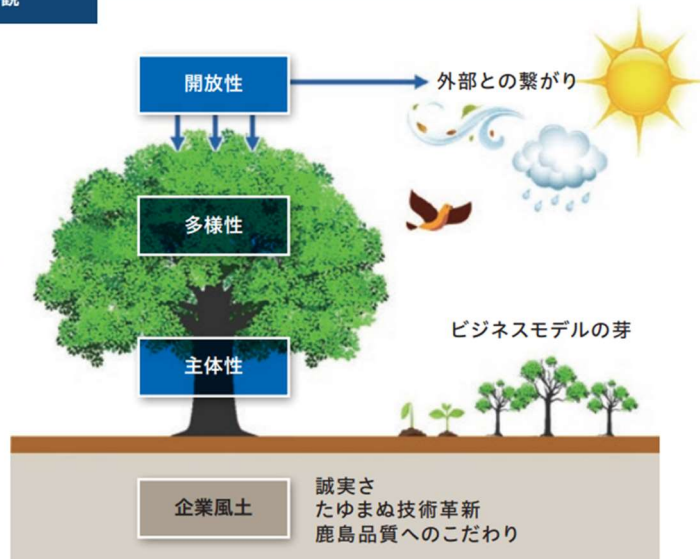 観
開放性
外部との繋がり
多様性
ビジネスモデルの芽
主体性
企業風土
誠実さ
たゆまぬ技術革新
鹿島品質へのこだわり